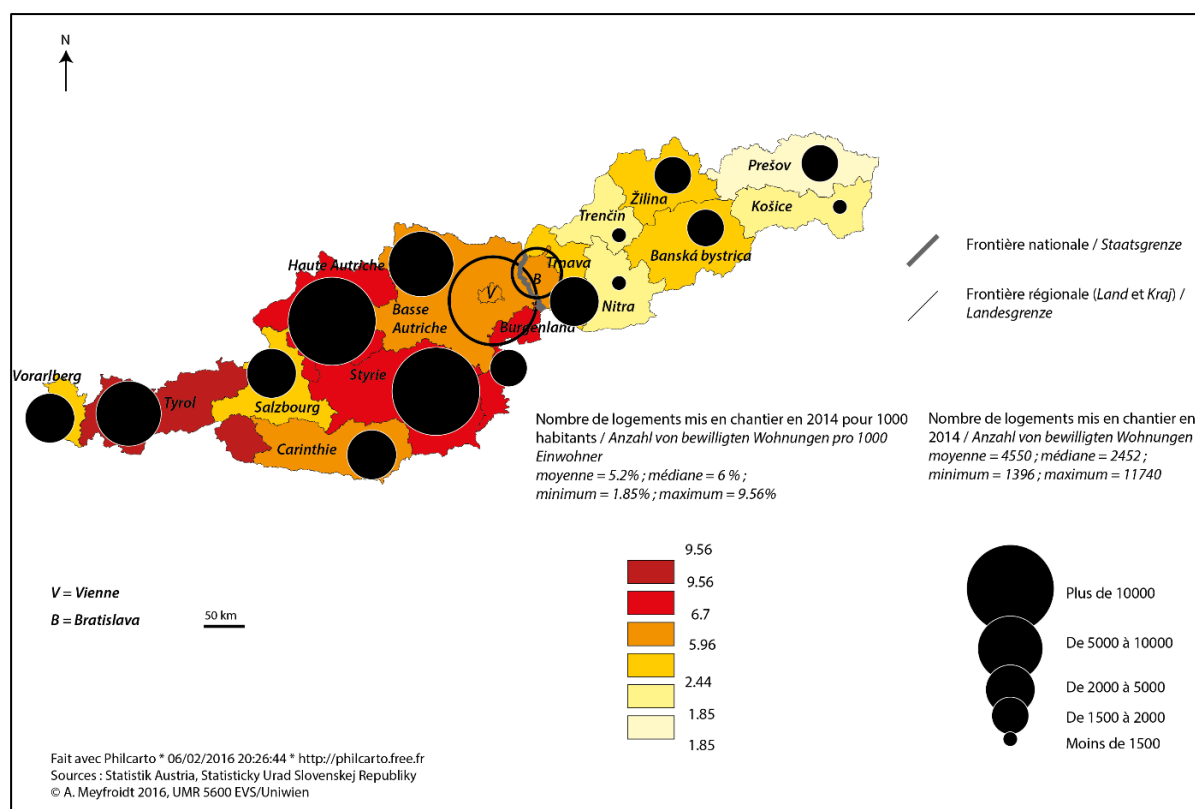 N
Prešov
Žilina
Košice
Trenčin
Banská bystrica
Trnava
B
Nitra
Haute Autriche
V
Basse
Autriche
Burgenland
Styrie
Vorarlberg
Tyrol
Salzbourg
Carinthie
Frontière nationale / Staatsgrenze
Frontière régionale (Land et Kraj) /
Landesgrenze
Nombre de logements mis en chantier en 2014 pour 1000
habitants / Anzahl von bewilligten Wohnungen pro 1000
Einwohner
moyenne = 5.2% ; médiane = 6 % ;
minimum = 1.85% ; maximum = 9.56%
Nombre de logements mis en chantier en
2014 / Anzahl von bewilligten Wohnungen
moyenne = 4550 ; médiane = 2452 ;
minimum = 1396 ; maximum = 11740
9.56
9.56
6.7
5.96
2.44
1.85
1.85
Plus de 10000
De 5000 à 10000
De 2000 à 5000
De 1500 à 2000
Moins de 1500
V = Vienne
B = Bratislava
50 km
Fait avec Philcarto * 06/02/2016 20:26:44 * http://philcarto.free.fr
Sources : Statistik Austria, Statisticky Urad Slovenskej Republiky
© A. Meyfroidt 2016, UMR 5600 EVS/Uniwien